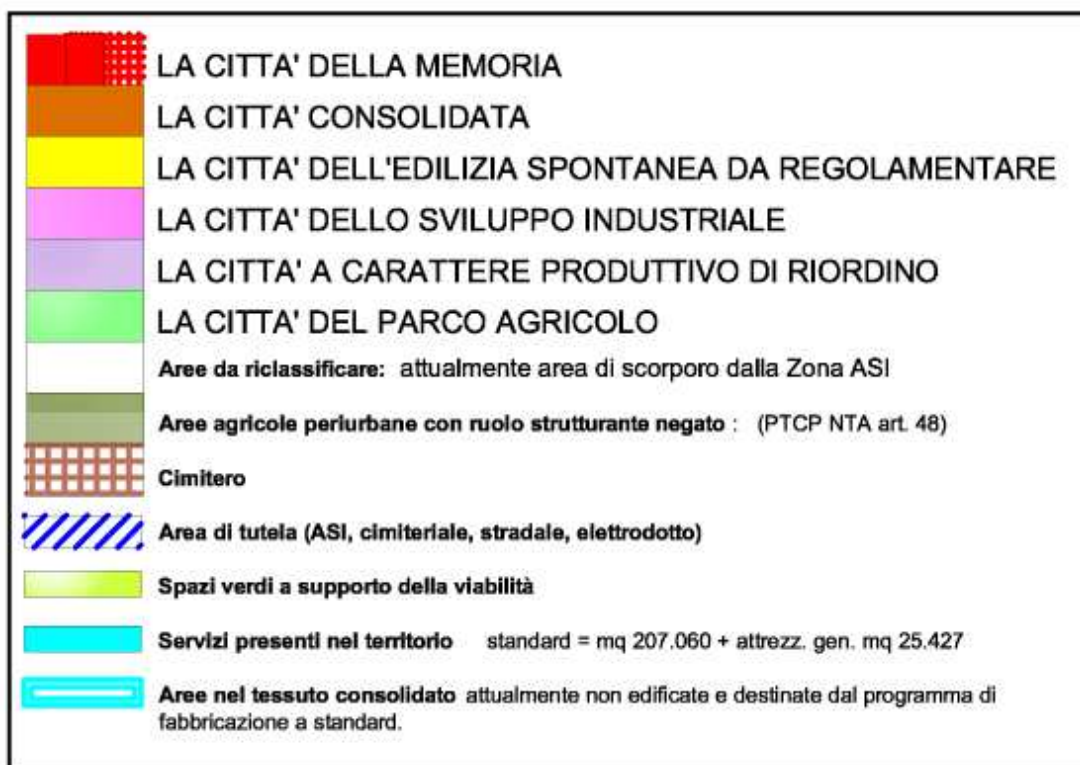 LA CITTA' DELLA MEMORIA
LA CITTA' CONSOLIDATA
LA CITTA' DELL'EDILIZIA SPONTANEA DA REGOLAMENTARE
LA CITTA' DELLO SVILUPPO INDUSTRIALE
LA CITTA' A CARATTERE PRODUTTIVO DI RIORDINO
LA CITTA' DEL PARCO AGRICOLO
Aree da riclassificare: attualmente area di scorporo dalla Zona ASI
Aree agricole periurbane con ruolo strutturante negato : (PTCP NTA art. 48)
Cimitero
Area di tutela (ASI, cimiteriale, stradale, elettrodotto)
Spazi verdi a supporto della viabilità
Servizi presenti nel territorio standard = mq 207.060 + attrezz. gen. mq 25.427
Aree nel tessuto consolidato attualmente non edificate e destinate dal programma di
fabbricazione a standard.